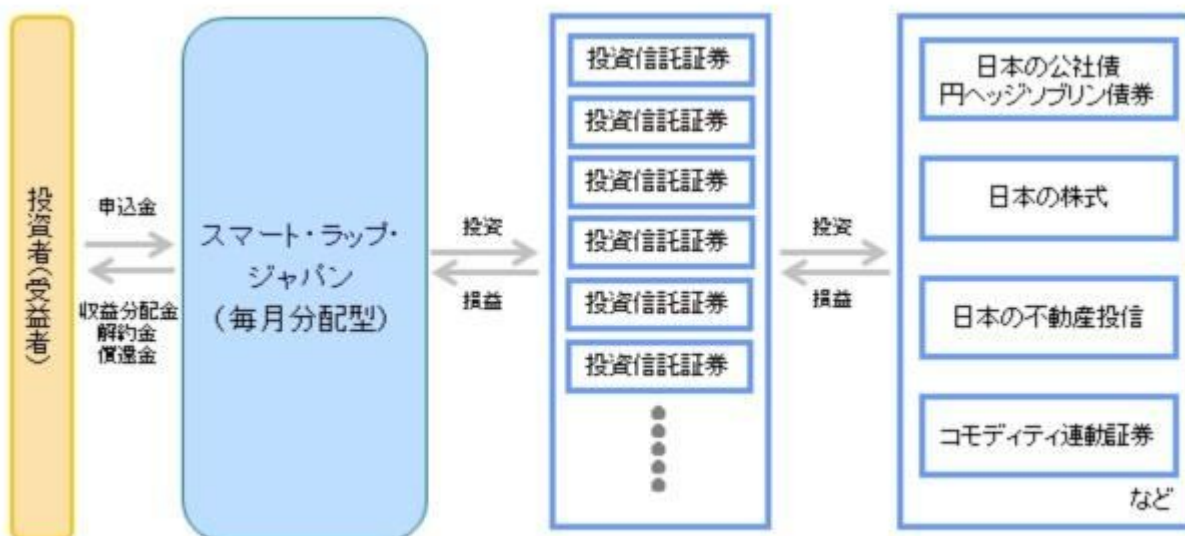 投資者(受益者)
申込金
収益分配金
解約金
償還金
スマート・ラップ・
ジャパン
(毎月分配型)
投資
損益
投資信託証券
投資信託証券
投資信託証券
投資信託証券
投資信託証券
投資信託証券
投資
損益
日本の公社債
円ヘッジソブリン債券
日本の株式
日本の不動産投信
コモディティ連動証券
など